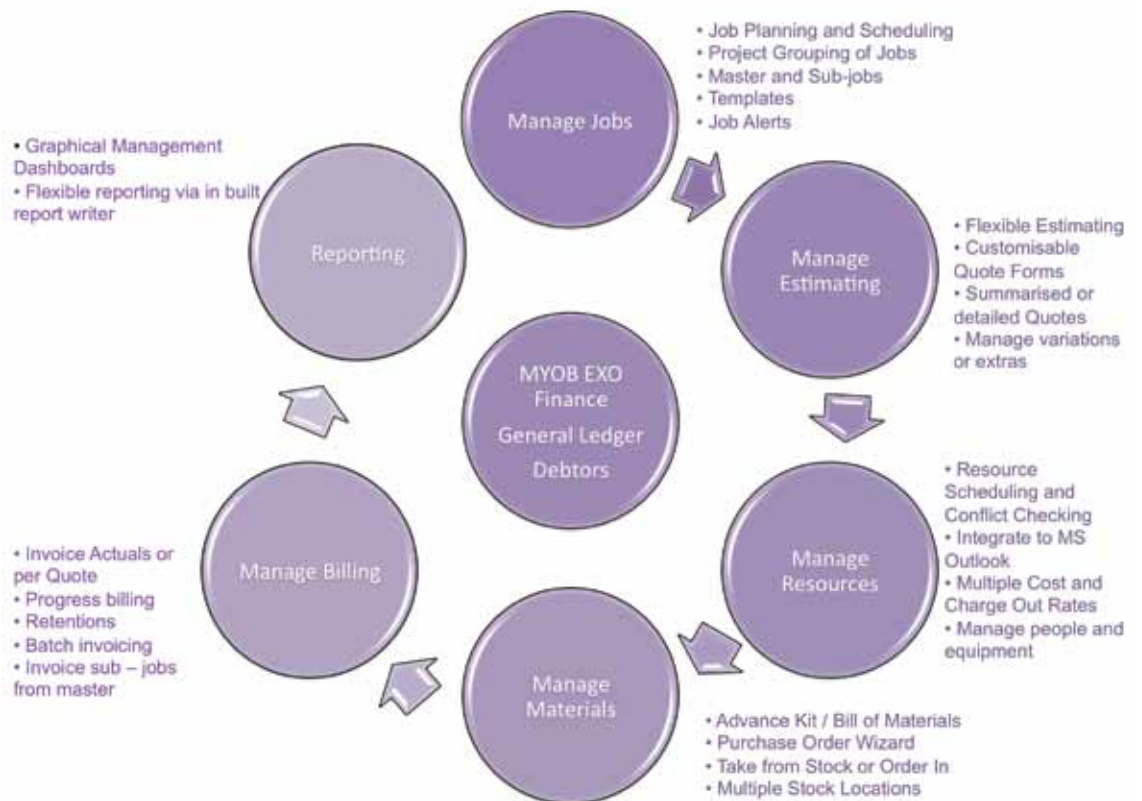 Manage Jobs
• Job Planning and Scheduling
• Project Grouping of Jobs
• Master and Sub-jobs
• Templates
• Job Alerts
Manage
Estimating
• Flexible Estimating
• Customisable
Quote Forms
• Summarised or
detailed Quotes
• Manage variations
or extras
Manage
Resources
• Resource
Scheduling and
Conflict Checking
• Integrate to MS
Outlook
• Multiple Cost and
Charge Out Rates
• Manage people and
equipment
Manage
Materials
• Advance Kit / Bill of Materials
• Purchase Order Wizard
• Take from Stock or Order In
• Multiple Stock Locations
Manage Billing
• Invoice Actuals or
per Quote
• Progress billing
• Retentions
• Batch invoicing
• Invoice sub – jobs
from master
Reporting
• Graphical Management
Dashboards
• Flexible reporting via in built
report writer
MYOB EXO
Finance
General Ledger
Debtors